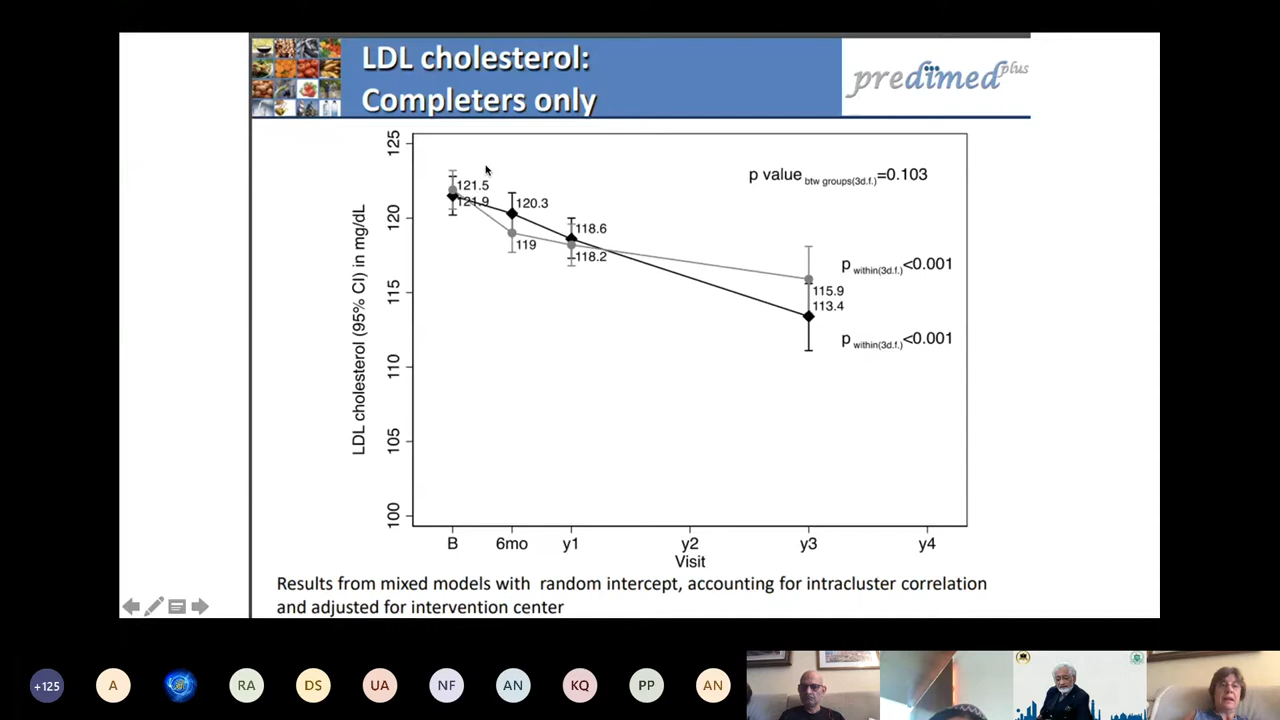 LDL cholesterol:
Completers only
predimed plus
125
120
115
110
105
100
LDL cholesterol (95% CI) in mg/dL
121.5
121.9
120.3
119
118.6
118.2
115.9
113.4
p value btw groups(3d.f.)=0.103
p within(3d.f.)<0.001
p within(3d.f.)<0.001
B 6mo y1 y2 y3 y4
Visit
Results from mixed models with random intercept, accounting for intracluster correlation
and adjusted for intervention center
+125 A RA DS UA NF AN KQ PP AN